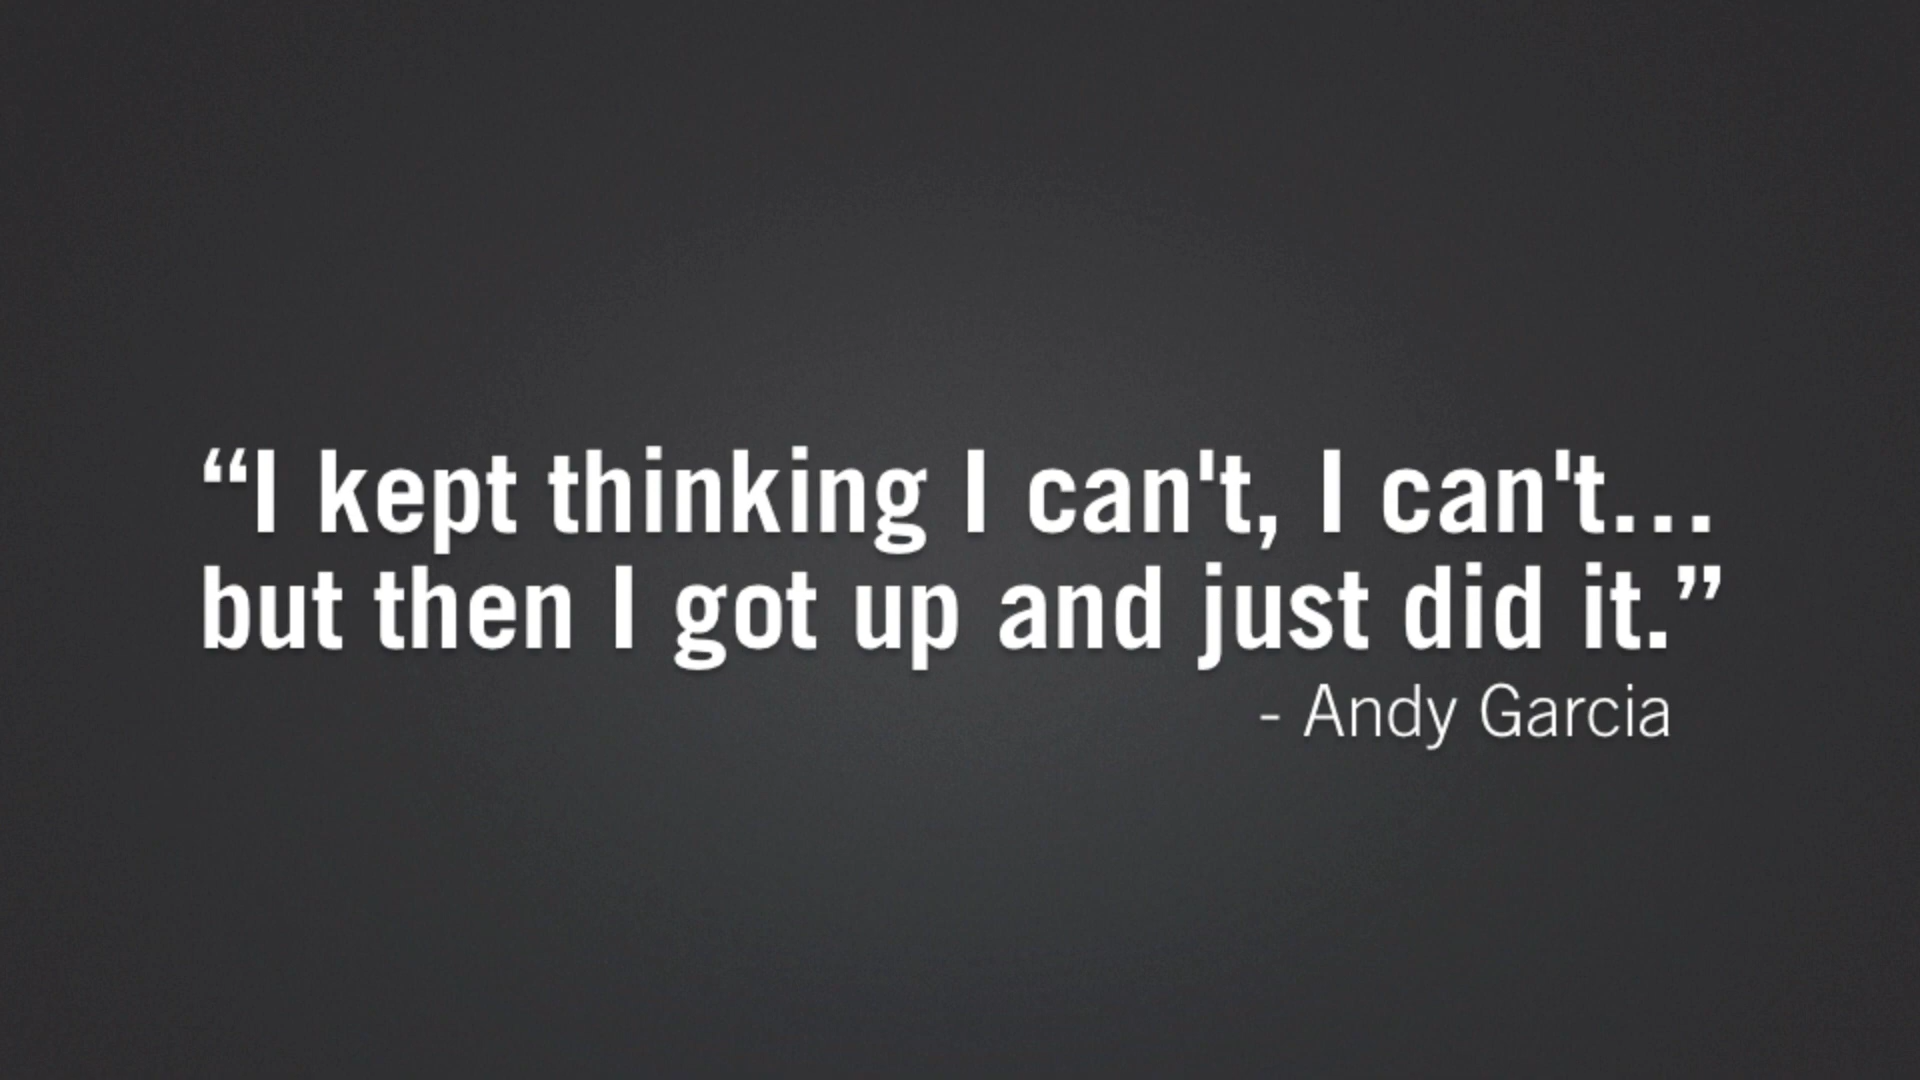 “I kept thinking I can't, I can't...
but then I got up and just did it.”
- Andy Garcia